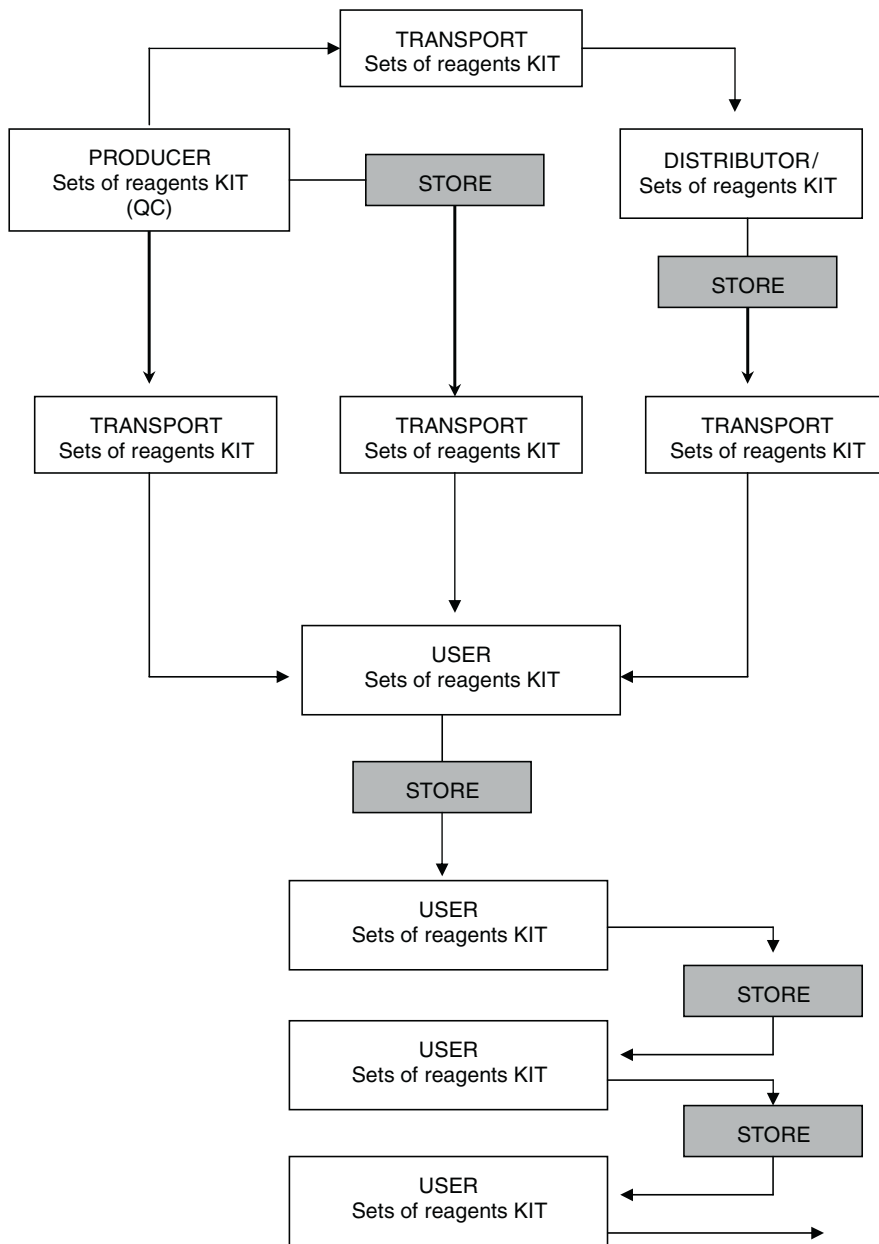 TRANSPORT
Sets of reagents KIT
PRODUCER
Sets of reagents KIT
(QC)
STORE
DISTRIBUTOR/
Sets of reagents KIT
STORE
TRANSPORT
Sets of reagents KIT
TRANSPORT
Sets of reagents KIT
TRANSPORT
Sets of reagents KIT
USER
Sets of reagents KIT
STORE
USER
Sets of reagents KIT
STORE
USER
Sets of reagents KIT
STORE
USER
Sets of reagents KIT